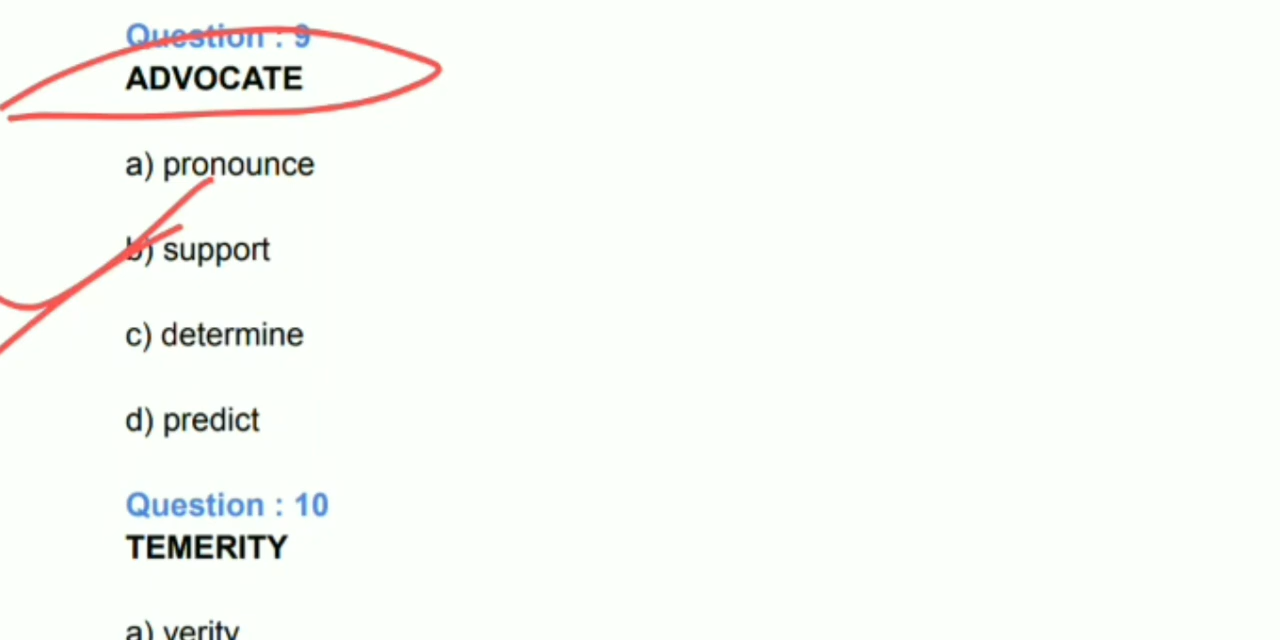 Question : 9
ADVOCATE
a) pronounce
b) support
c) determine
d) predict
Question : 10
TEMERITY
a) verity